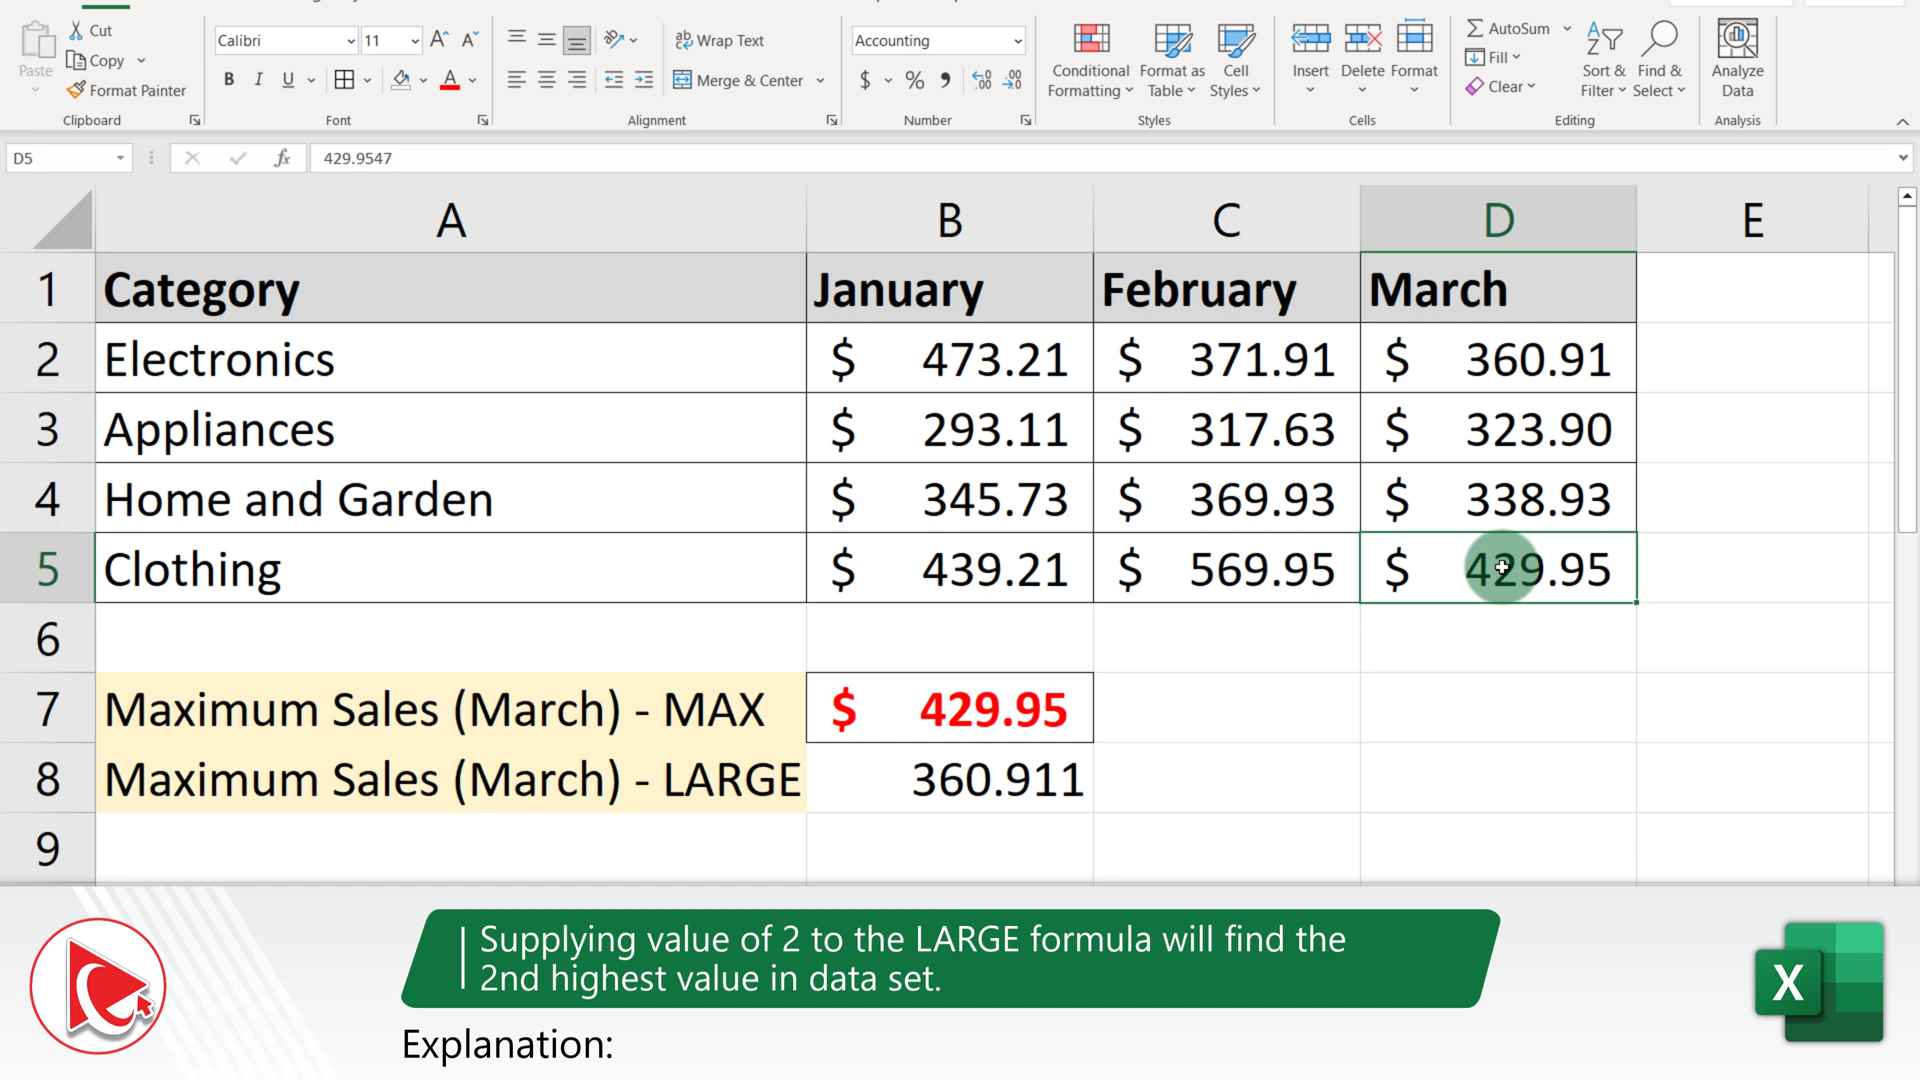 Paste
Cut
Copy
Format Painter
Clipboard
Calibri 11
B I U A
Font
Wrap Text
Merge & Center
Alignment
Accounting
$ % ,
Number
Conditional Formatting
Format as Table
Cell Styles
Styles
Insert Delete Format
Cells
AutoSum
Fill
Clear
Sort & Filter
Find & Select
Editing
Analyze Data
Analysis
D5 fx 429.9547
A B C D E
1 Category January February March
2 Electronics $ 473.21 $ 371.91 $ 360.91
3 Appliances $ 293.11 $ 317.63 $ 323.90
4 Home and Garden $ 345.73 $ 369.93 $ 338.93
5 Clothing $ 439.21 $ 569.95 $ 429.95
6
7 Maximum Sales (March) - MAX $ 429.95
8 Maximum Sales (March) - LARGE 360.911
9
Supplying value of 2 to the LARGE formula will find the
2nd highest value in data set.
Explanation:
X